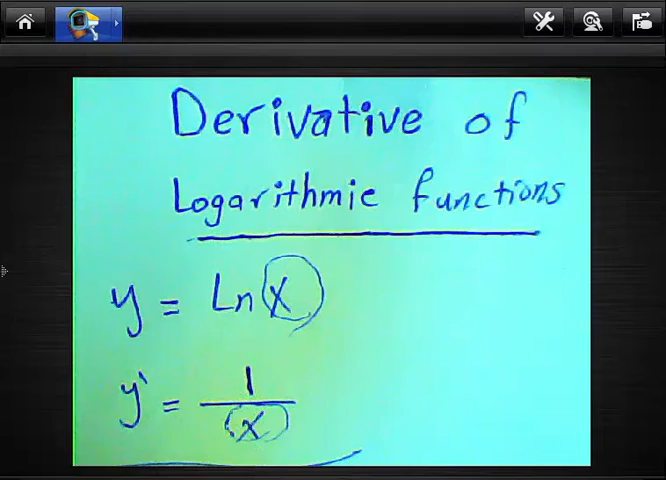 Derivative of
Logarithmic functions
y = Ln x
y' = 1/x